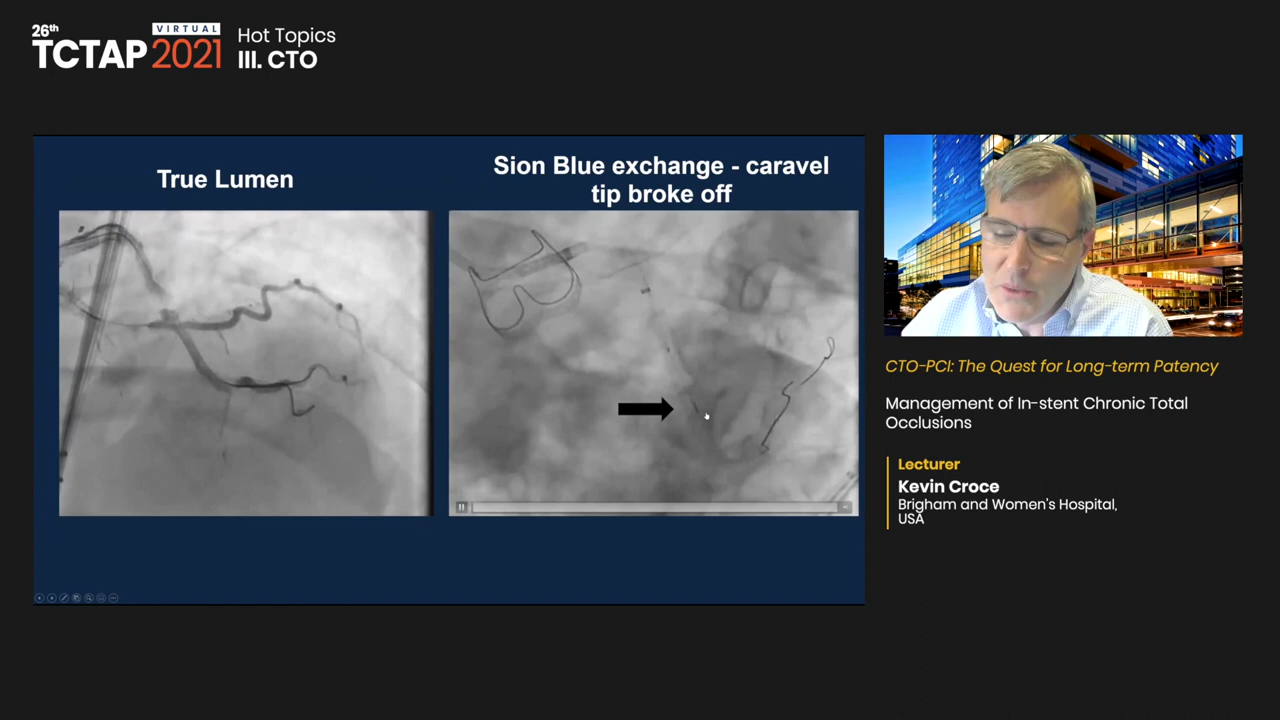 26th
VIRTUAL
TCTAP 2021
Hot Topics
III. CTO
True Lumen
Sion Blue exchange - caravel
tip broke off
CTO-PCI: The Quest for Long-term Patency
Management of In-stent Chronic Total
Occlusions
Lecturer
Kevin Croce
Brigham and Women's Hospital,
USA